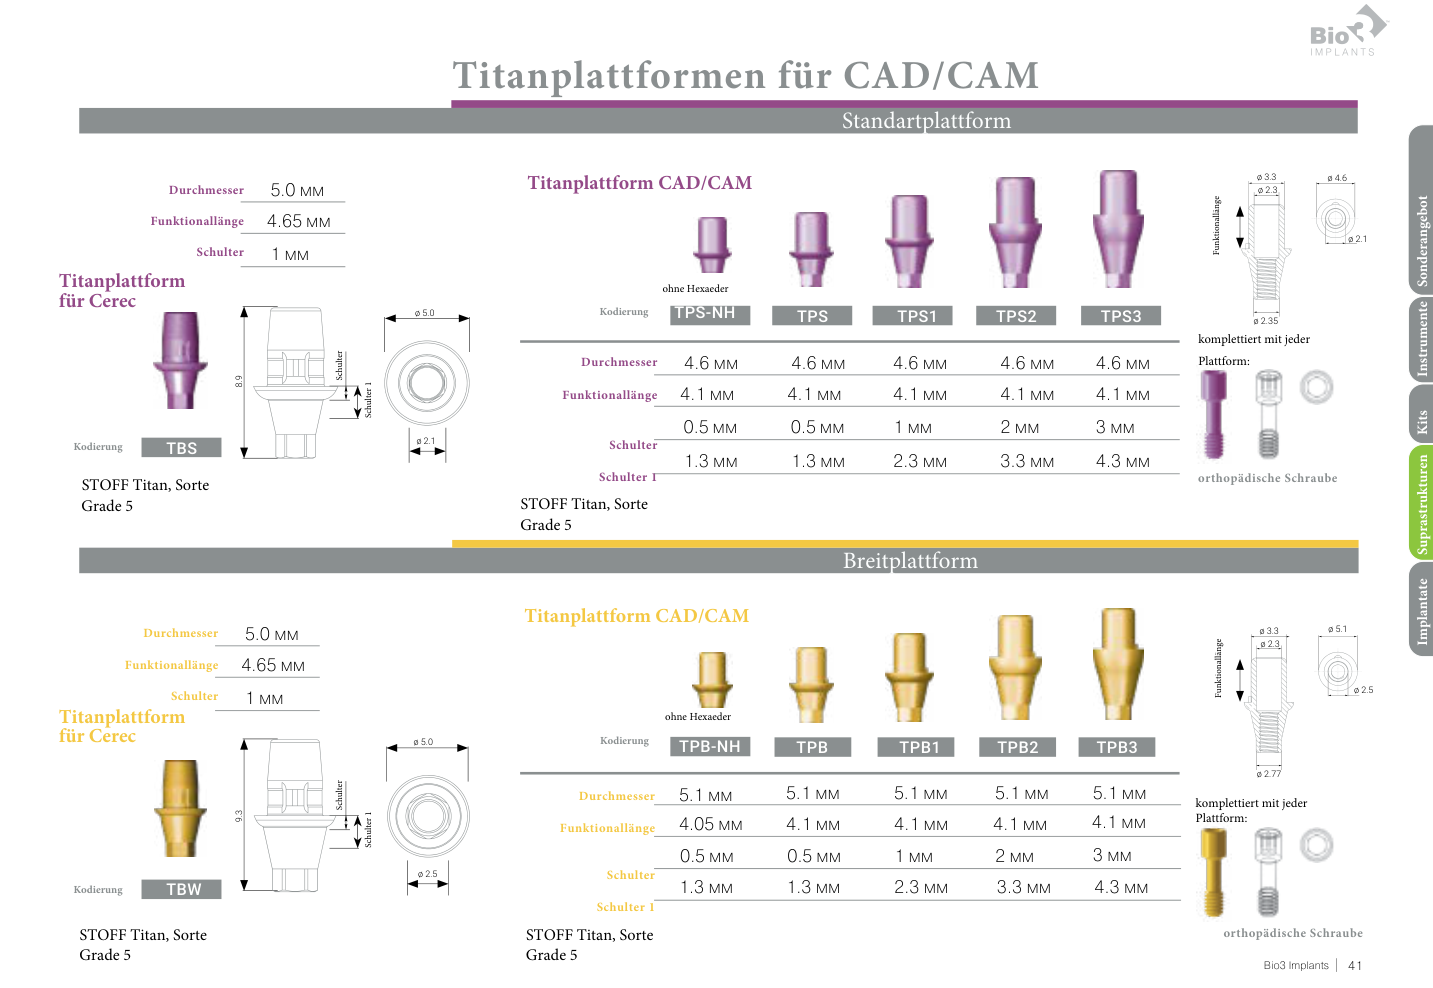 Bio3
IMPLANTS
Titanplattformen für CAD/CAM
Standartplattform
Durchmesser 5.0 MM
Funktionallänge 4.65 MM
Schulter 1 MM
Titanplattform
für Cerec
8.9
Schulter
Schulter 1
ø 5.0
ø 2.1
Kodierung TBS
STOFF Titan, Sorte
Grade 5
Titanplattform CAD/CAM
ohne Hexaeder
Kodierung TPS-NH TPS TPS1 TPS2 TPS3
Durchmesser 4.6 MM 4.6 MM 4.6 MM 4.6 MM 4.6 MM
Funktionallänge 4.1 MM 4.1 MM 4.1 MM 4.1 MM 4.1 MM
Schulter 0.5 MM 0.5 MM 1 MM 2 MM 3 MM
Schulter 1 1.3 MM 1.3 MM 2.3 MM 3.3 MM 4.3 MM
STOFF Titan, Sorte
Grade 5
ø 3.3
ø 2.3
ø 4.6
Funktionallänge
ø 2.1
ø 2.35
komplettiert mit jeder
Plattform:
orthopädische Schraube
Breitplattform
Durchmesser 5.0 MM
Funktionallänge 4.65 MM
Schulter 1 MM
Titanplattform
für Cerec
9.3
Schulter
Schulter 1
ø 5.0
ø 2.5
Kodierung TBW
STOFF Titan, Sorte
Grade 5
Titanplattform CAD/CAM
ohne Hexaeder
Kodierung TPB-NH TPB TPB1 TPB2 TPB3
Durchmesser 5.1 MM 5.1 MM 5.1 MM 5.1 MM 5.1 MM
Funktionallänge 4.05 MM 4.1 MM 4.1 MM 4.1 MM 4.1 MM
Schulter 0.5 MM 0.5 MM 1 MM 2 MM 3 MM
Schulter 1 1.3 MM 1.3 MM 2.3 MM 3.3 MM 4.3 MM
STOFF Titan, Sorte
Grade 5
ø 3.3
ø 2.3
ø 5.1
Funktionallänge
ø 2.5
ø 2.77
komplettiert mit jeder
Plattform:
orthopädische Schraube
Sonderangebot
Instrumente
Kits
Suprastrukturen
Implantate
Bio3 Implants | 41